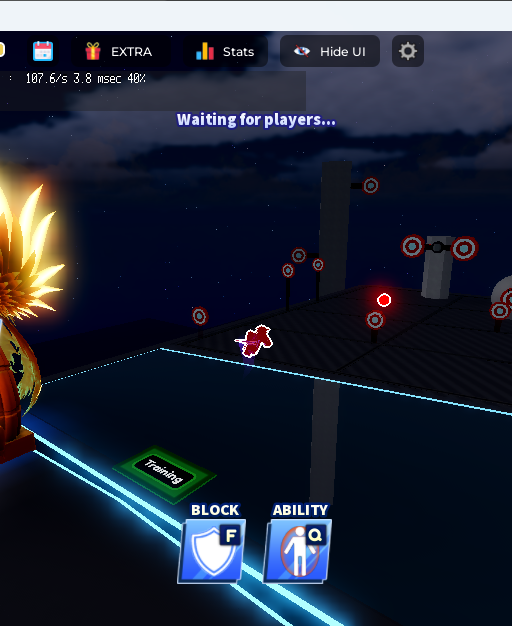 EXTRA
Stats
Hide UI
: 107.6/s 3.8 msec 40%
Waiting for players...
Training
BLOCK
ABILITY
F
Q